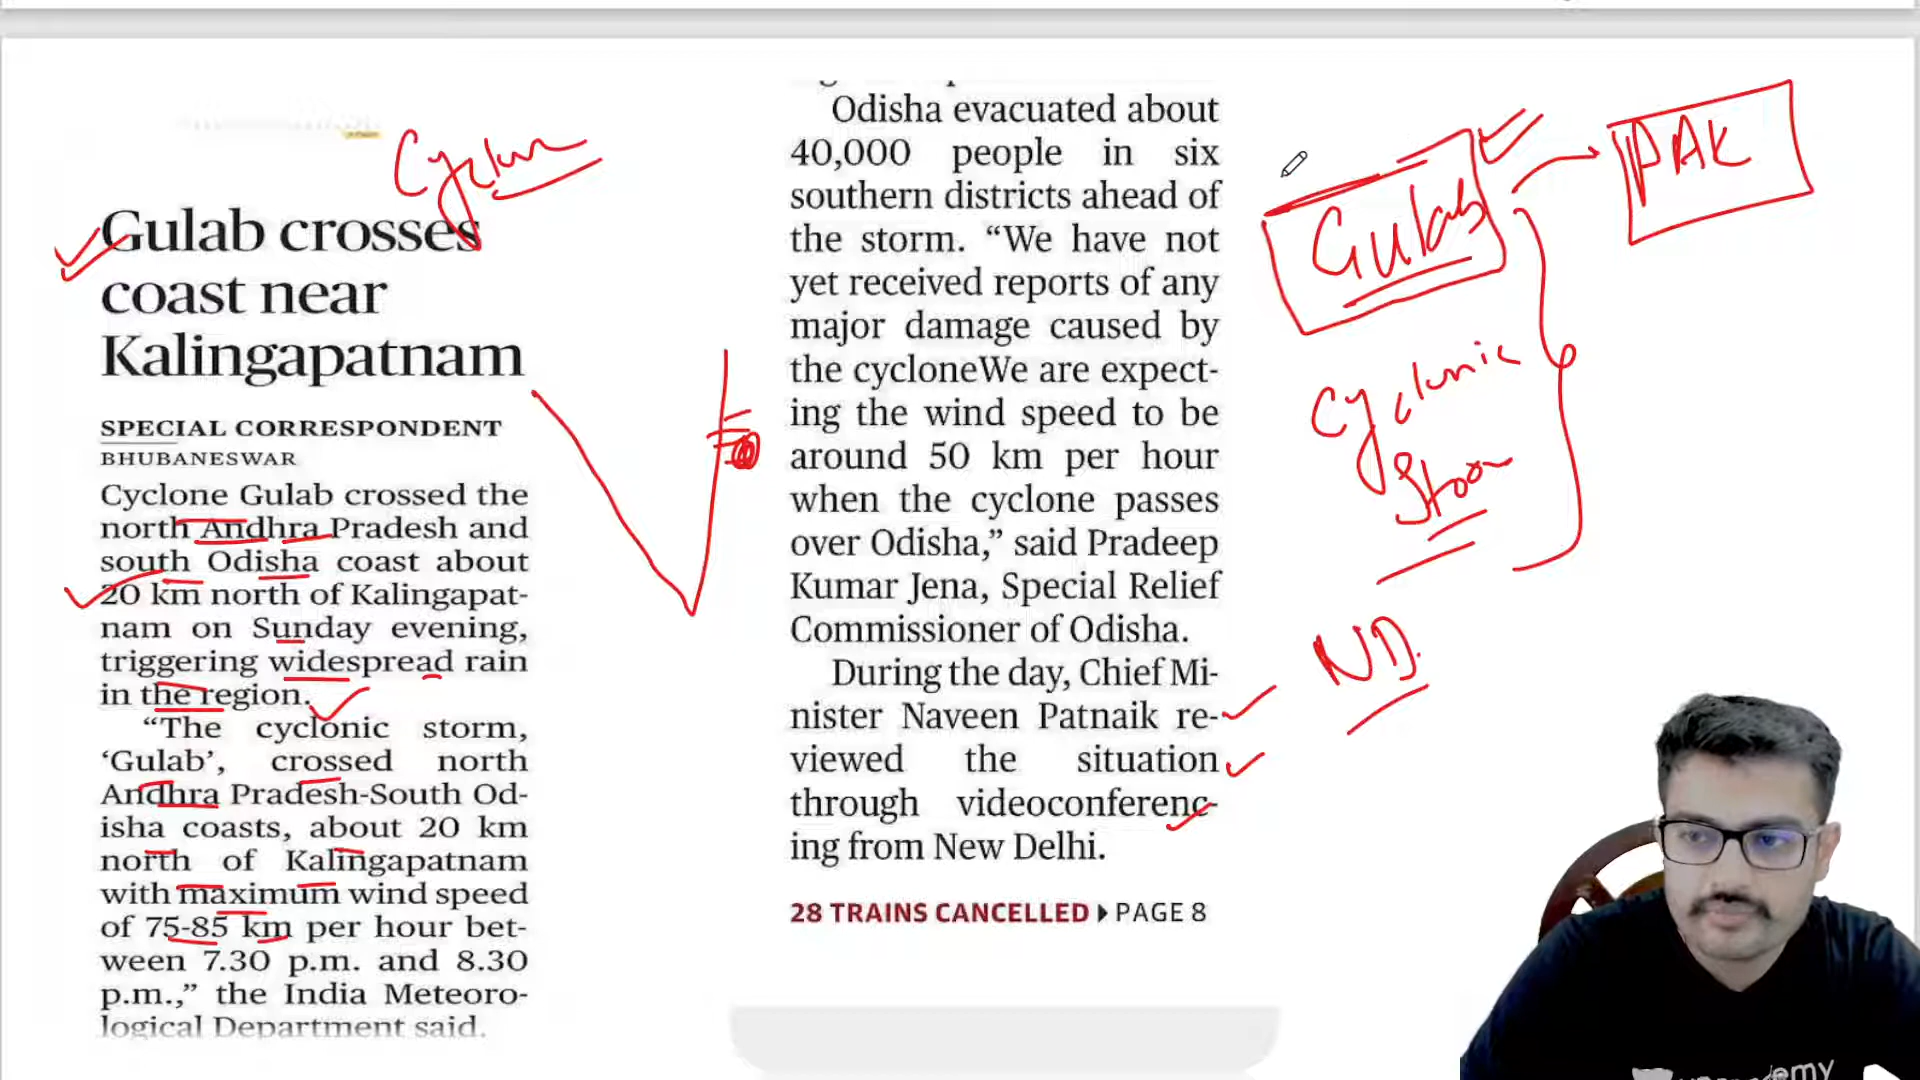 Cyclone
Gulab crosses
coast near
Kalingapatnam
SPECIAL CORRESPONDENT
BHUBANESWAR
Cyclone Gulab crossed the
north Andhra Pradesh and
south Odisha coast about
20 km north of Kalingapat-
nam on Sunday evening,
triggering widespread rain
in the region.
“The cyclonic storm,
‘Gulab’, crossed north
Andhra Pradesh-South Od-
isha coasts, about 20 km
north of Kalingapatnam
with maximum wind speed
of 75-85 km per hour bet-
ween 7.30 p.m. and 8.30
p.m.,” the India Meteoro-
logical Department said.
Odisha evacuated about
40,000 people in six
southern districts ahead of
the storm. “We have not
yet received reports of any
major damage caused by
the cycloneWe are expect-
ing the wind speed to be
around 50 km per hour
when the cyclone passes
over Odisha,” said Pradeep
Kumar Jena, Special Relief
Commissioner of Odisha.
During the day, Chief Mi-
nister Naveen Patnaik re-
viewed the situation
through videoconferenc-
ing from New Delhi.
28 TRAINS CANCELLED PAGE 8
Gulab
PAK
Cyclonic
Storm
ND.